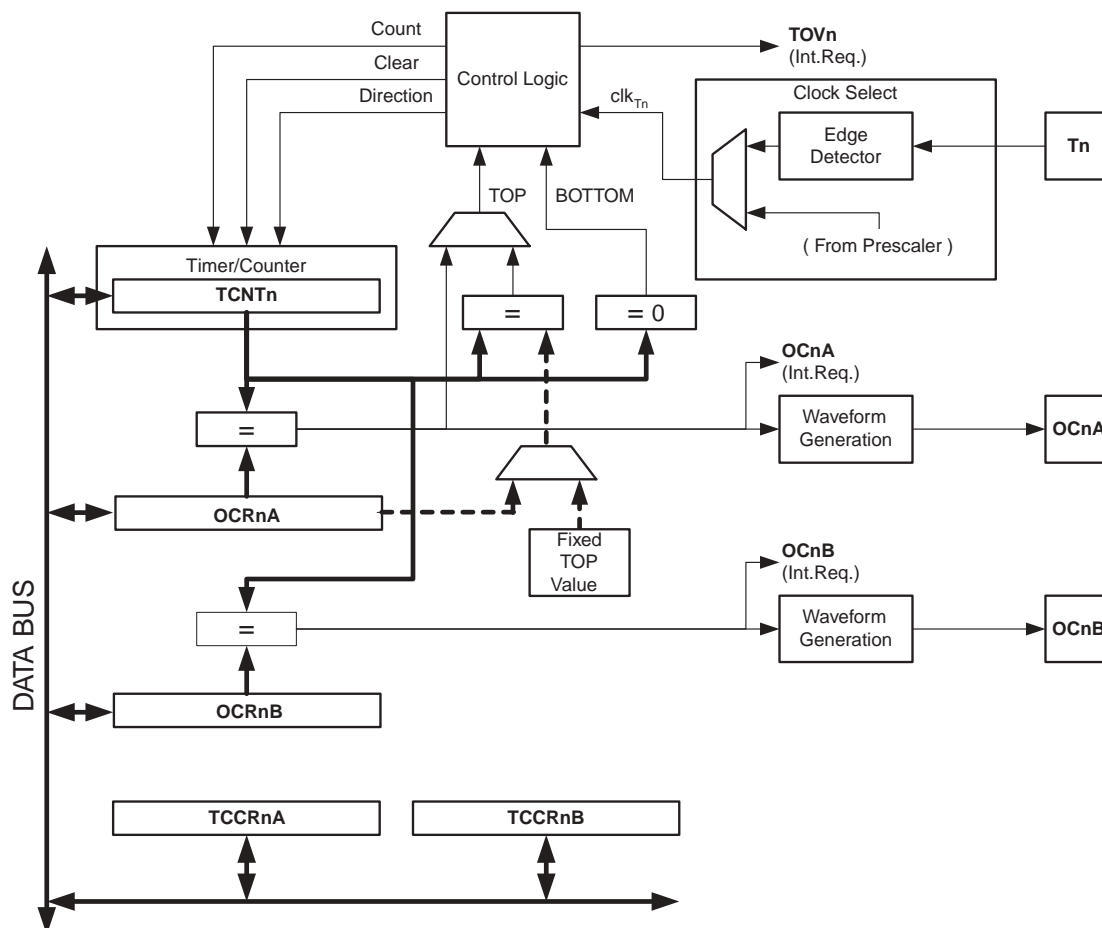 Count
Clear
Direction
Control Logic
TOVn
(Int.Req.)
clkTn
Clock Select
Edge
Detector
Tn
( From Prescaler )
TOP
BOTTOM
Timer/Counter
TCNTn
=
= 0
OCnA
(Int.Req.)
=
Waveform
Generation
OCnA
OCRnA
Fixed
TOP
Value
OCnB
(Int.Req.)
=
Waveform
Generation
OCnB
OCRnB
DATA BUS
TCCRnA
TCCRnB